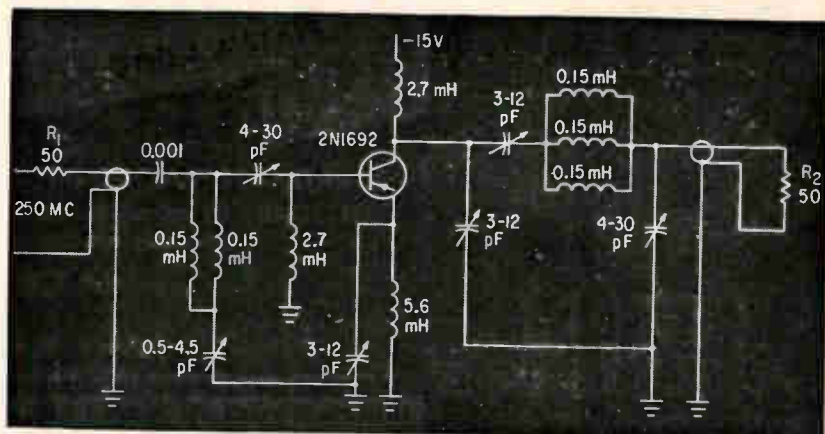 -15V
2.7 mH
0.15 mH
3-12
pF
0.15 mH
0.15 mH
R1
50
0.001
4-30
pF
2N1692
R2
50
250 MC
0.15
mH
0.15
mH
2.7
mH
3-12
pF
4-30
pF
5.6
mH
0.5-4.5
pF
3-12
pF